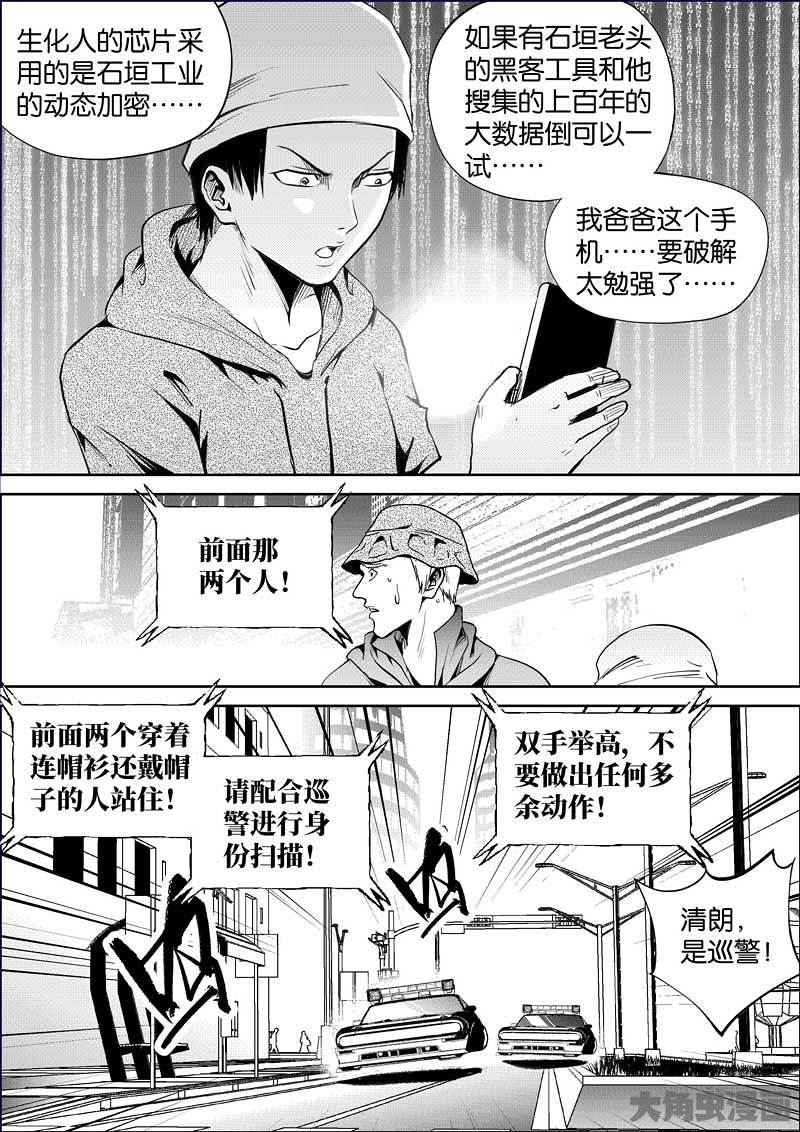 生化人的芯片采
用的是石垣工业
的动态加密……
如果有石垣老头
的黑客工具和他
搜集的上百年的
大数据倒可以一
试……
我爸爸这个手
机……要破解
太勉强了……
前面那
两个人！
前面两个穿着
连帽衫还戴帽
子的人站住！
请配合巡
警进行身
份扫描！
双手举高，不
要做出任何多
余动作！
清朗，
是巡警！
大角虫漫画